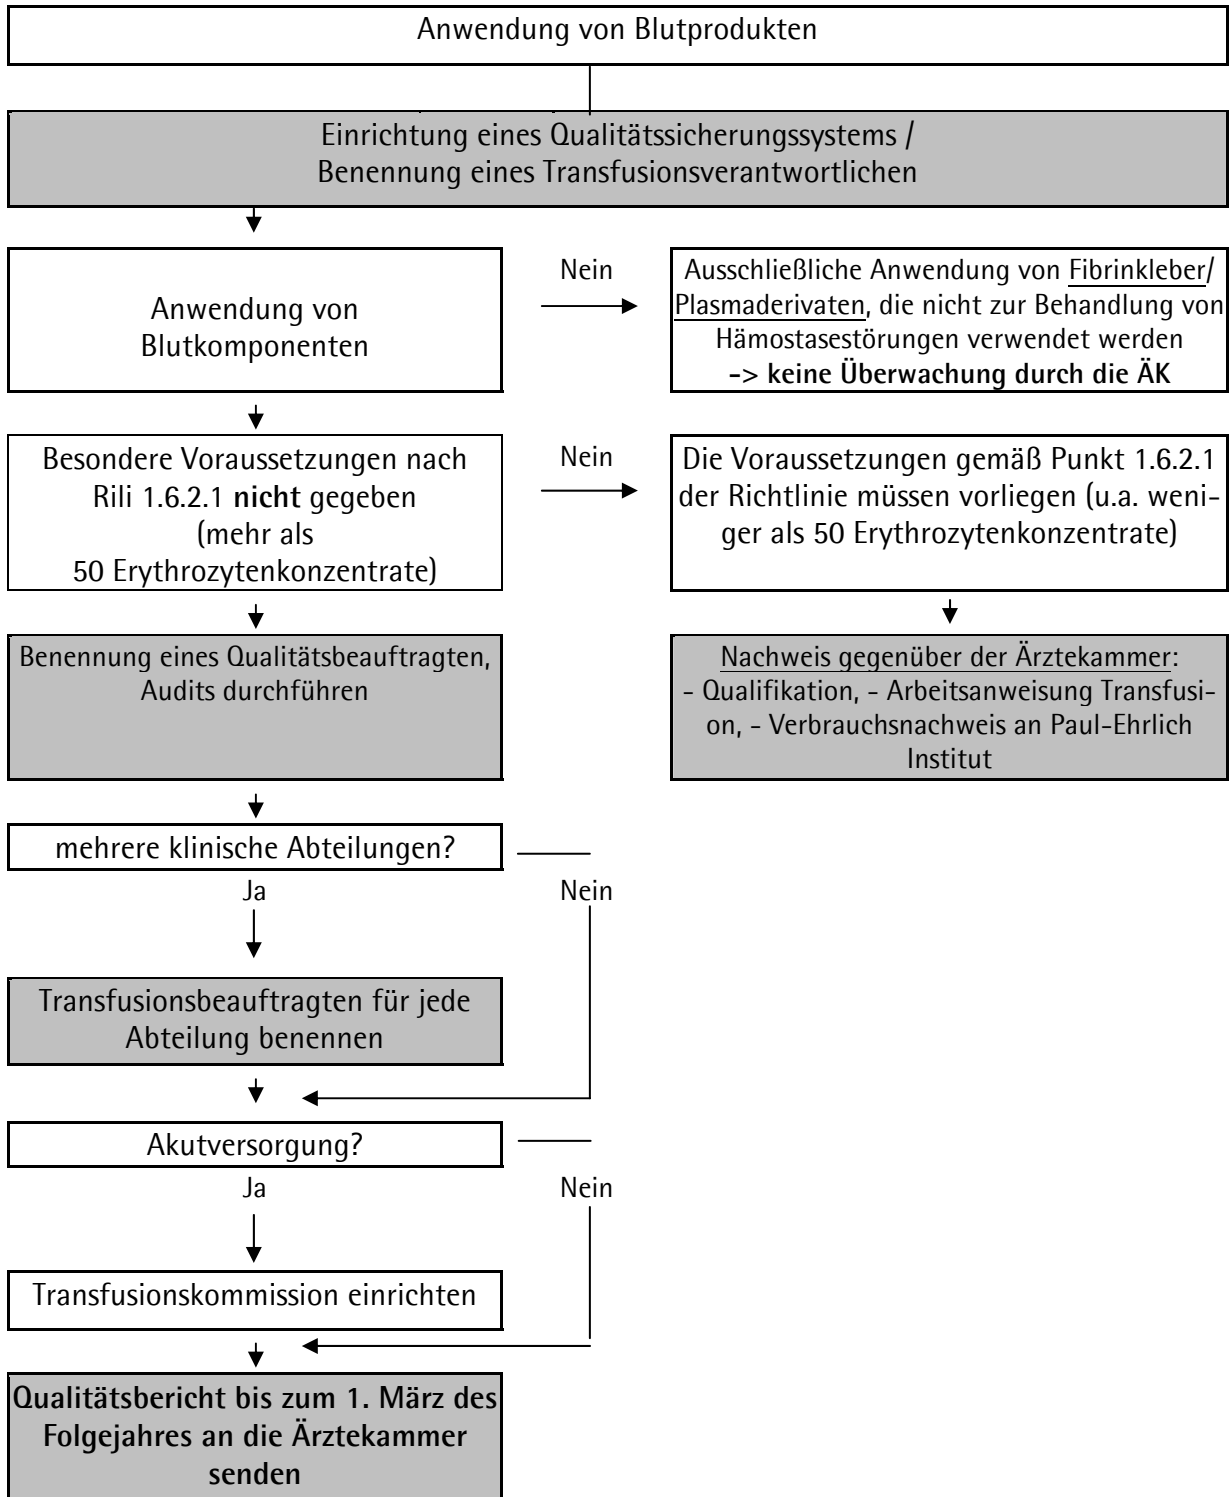 Anwendung von Blutprodukten
Einrichtung eines Qualitätssicherungssystems /
Benennung eines Transfusionsverantwortlichen
Anwendung von
Blutkomponenten
Nein
Ausschließliche Anwendung von Fibrinkleber/
Plasmaderivaten, die nicht zur Behandlung von
Hämostasestörungen verwendet werden
-> keine Überwachung durch die ÄK
Besondere Voraussetzungen nach
Rili 1.6.2.1 nicht gegeben
(mehr als
50 Erythrozytenkonzentrate)
Nein
Die Voraussetzungen gemäß Punkt 1.6.2.1
der Richtlinie müssen vorliegen (u.a. weni-
ger als 50 Erythrozytenkonzentrate)
Benennung eines Qualitätsbeauftragten,
Audits durchführen
Nachweis gegenüber der Ärztekammer:
- Qualifikation, - Arbeitsanweisung Transfusi-
on, - Verbrauchsnachweis an Paul-Ehrlich
Institut
mehrere klinische Abteilungen?
Ja
Nein
Transfusionsbeauftragten für jede
Abteilung benennen
Akutversorgung?
Ja
Nein
Transfusionskommission einrichten
Qualitätsbericht bis zum 1. März des
Folgejahres an die Ärztekammer
senden